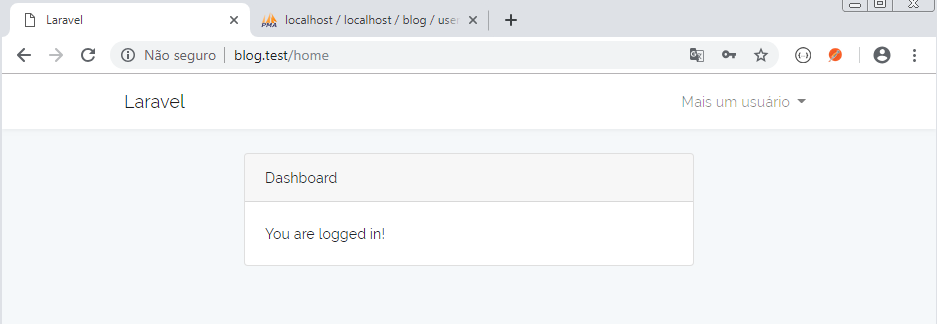 Laravel
localhost / localhost / blog / use
Não seguro
blog.test/home
Laravel
Mais um usuário
Dashboard
You are logged in!